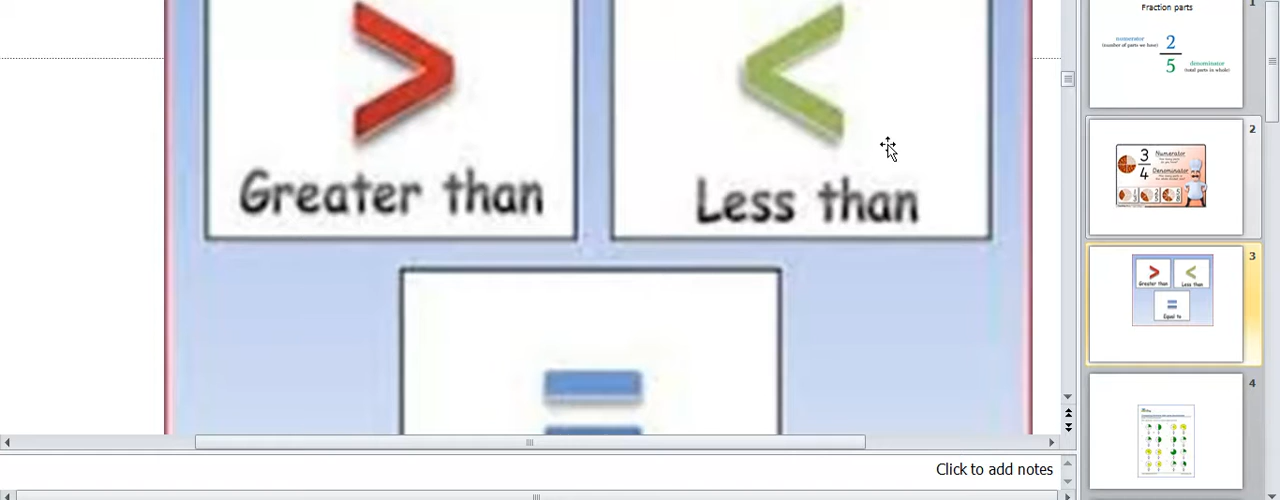 >
<
Greater than
Less than
=
Click to add notes
1
Fraction parts
numerator
(number of parts we have)
2
5
denominator
(total parts in whole)
2
3
4
Numerator
Denominator
3
>
<
Greater than
Less than
=
Equal to
4